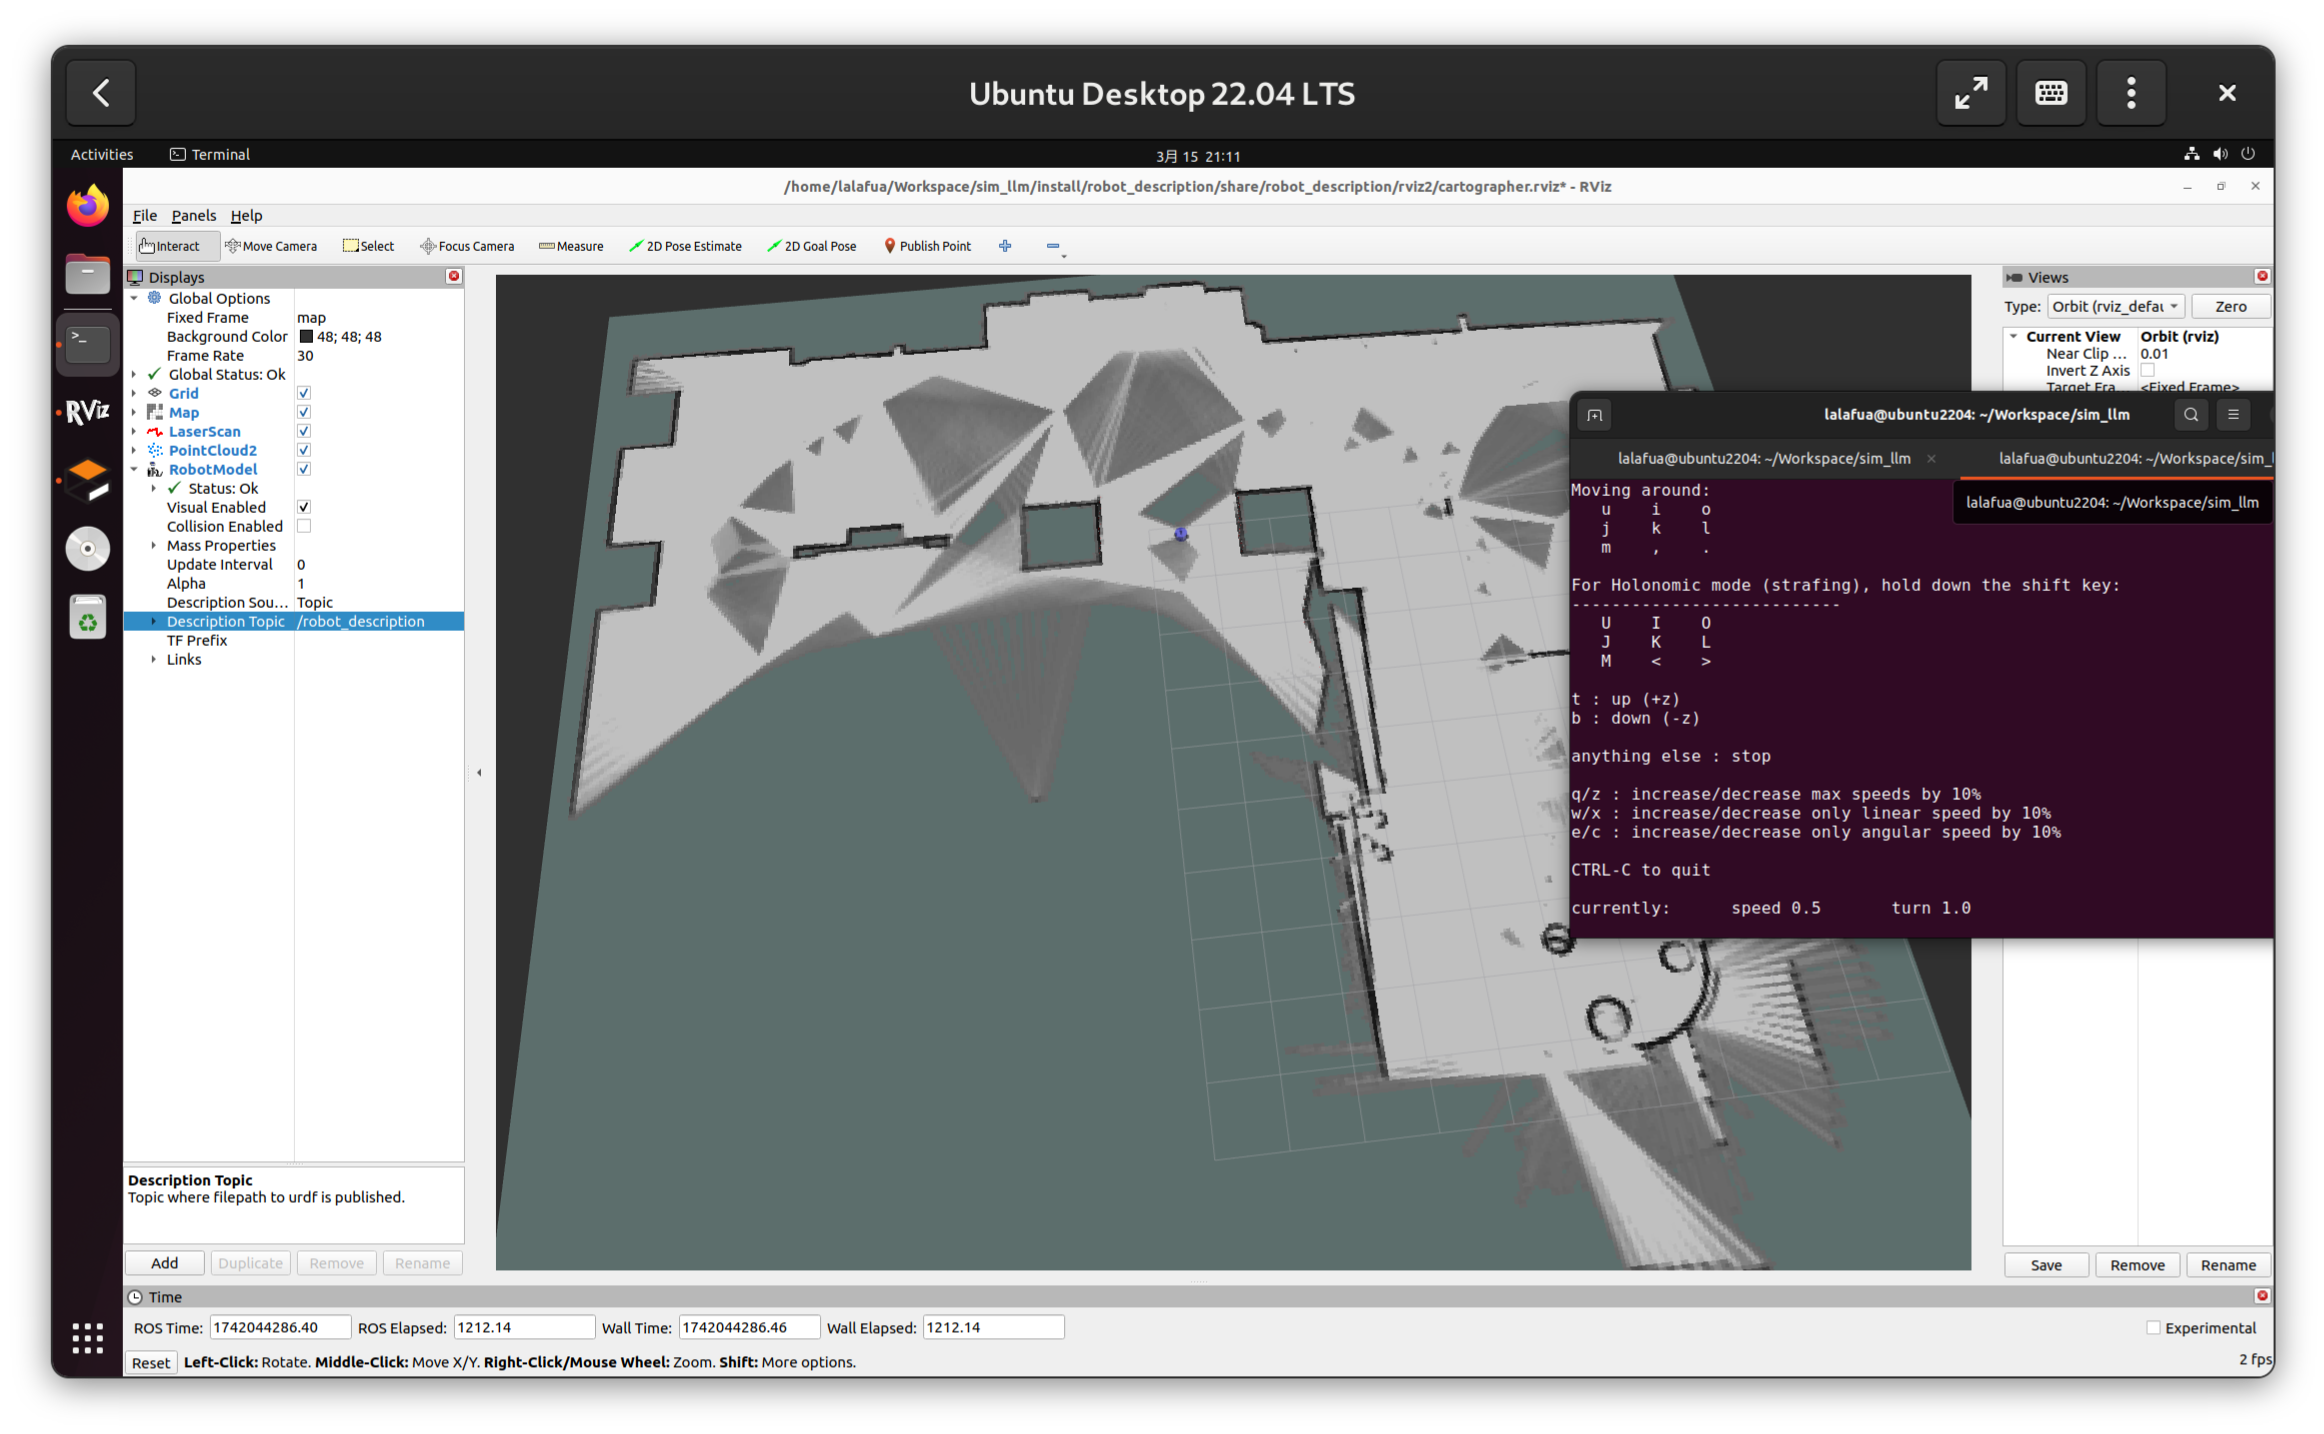 Ubuntu Desktop 22.04 LTS
Activities
Terminal
3月 15 21:11
/home/lalafua/Workspace/sim_llm/install/robot_description/share/robot_description/rviz2/cartographer.rviz* - RViz
File Panels Help
Interact
Move Camera
Select
Focus Camera
Measure
2D Pose Estimate
2D Goal Pose
Publish Point
RViz
Displays
Global Options
Fixed Frame map
Background Color 48; 48; 48
Frame Rate 30
Global Status: Ok
Grid
Map
LaserScan
PointCloud2
RobotModel
Status: Ok
Visual Enabled
Collision Enabled
Mass Properties
Update Interval 0
Alpha 1
Description Sou... Topic
Description Topic /robot_description
TF Prefix
Links
Description Topic
Topic where filepath to urdf is published.
Add Duplicate Remove Rename
Views
Type: Orbit (rviz_defau Zero
Current View Orbit (rviz)
Near Clip ... 0.01
Invert Z Axis
Target Fra... <Fixed Frame>
lalafua@ubuntu2204: ~/Workspace/sim_llm
lalafua@ubuntu2204: ~/Workspace/sim_llm
lalafua@ubuntu2204: ~/Workspace/sim_l
lalafua@ubuntu2204: ~/Workspace/sim_llm
Moving around:
u i o
j k l
m , .
For Holonomic mode (strafing), hold down the shift key:
---------------------------
U I O
J K L
M < >
t : up (+z)
b : down (-z)
anything else : stop
q/z : increase/decrease max speeds by 10%
w/x : increase/decrease only linear speed by 10%
e/c : increase/decrease only angular speed by 10%
CTRL-C to quit
currently: speed 0.5 turn 1.0
Save Remove Rename
Time
ROS Time: 1742044286.40 ROS Elapsed: 1212.14 Wall Time: 1742044286.46 Wall Elapsed: 1212.14
Experimental
Reset Left-Click: Rotate. Middle-Click: Move X/Y. Right-Click/Mouse Wheel: Zoom. Shift: More options.
2 fps